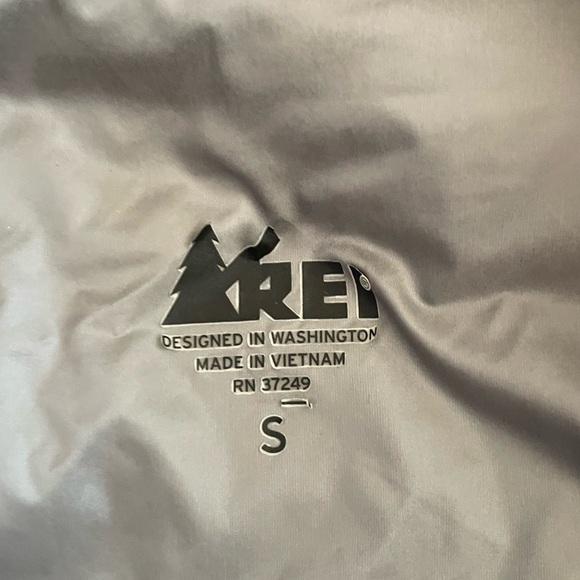 REI
DESIGNED IN WASHINGTON
MADE IN VIETNAM
RN 37249
S